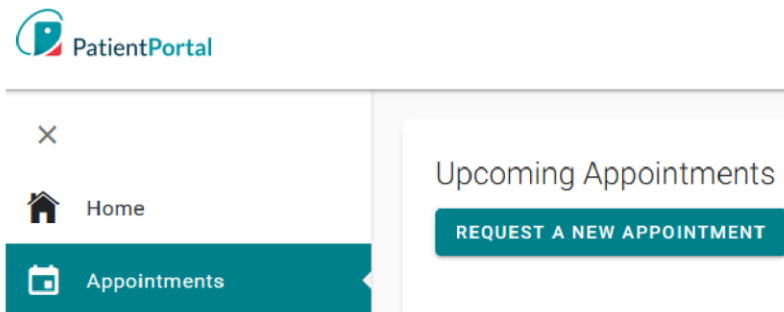 PatientPortal
Home
Appointments
Upcoming Appointments
REQUEST A NEW APPOINTMENT